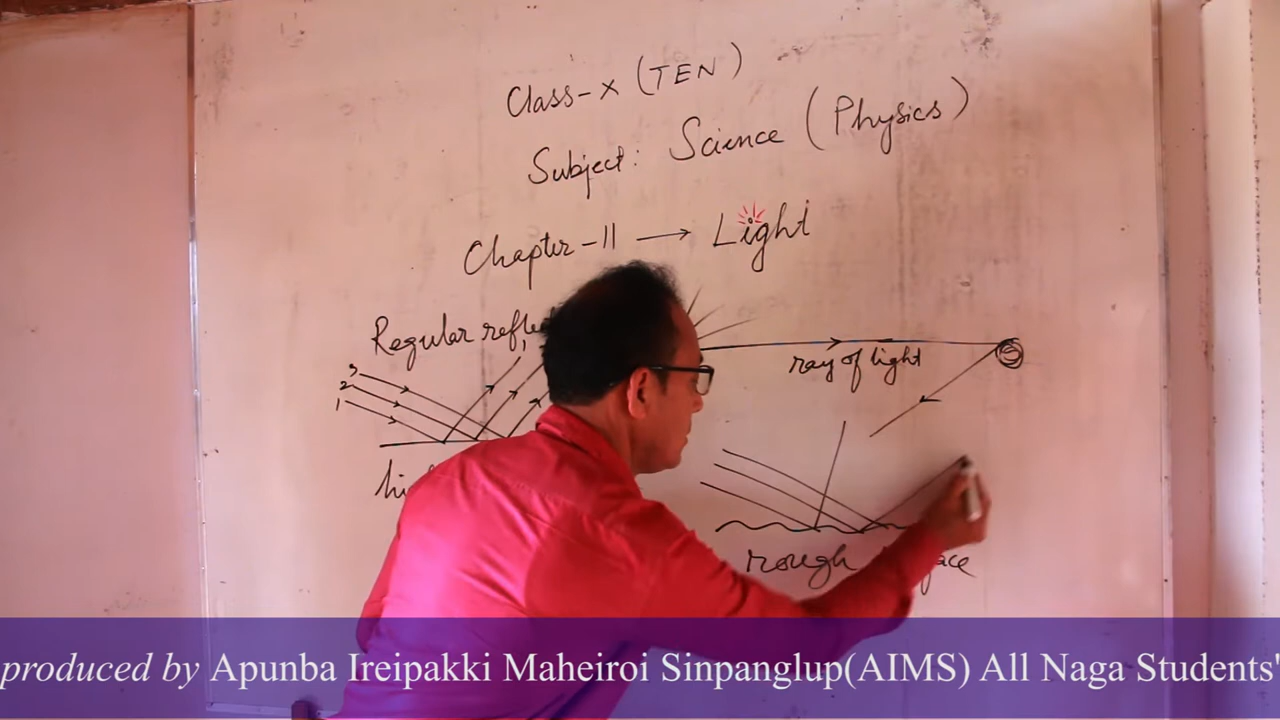 Class-X (TEN)
Subject: Science (Physics)
Chapter-11 → Light
Regular
ray of light
S
3
2
1
1
rough
produced by Apunba Ireipakki Maheiroi Sinpanglup(AIMS) All Naga Students'